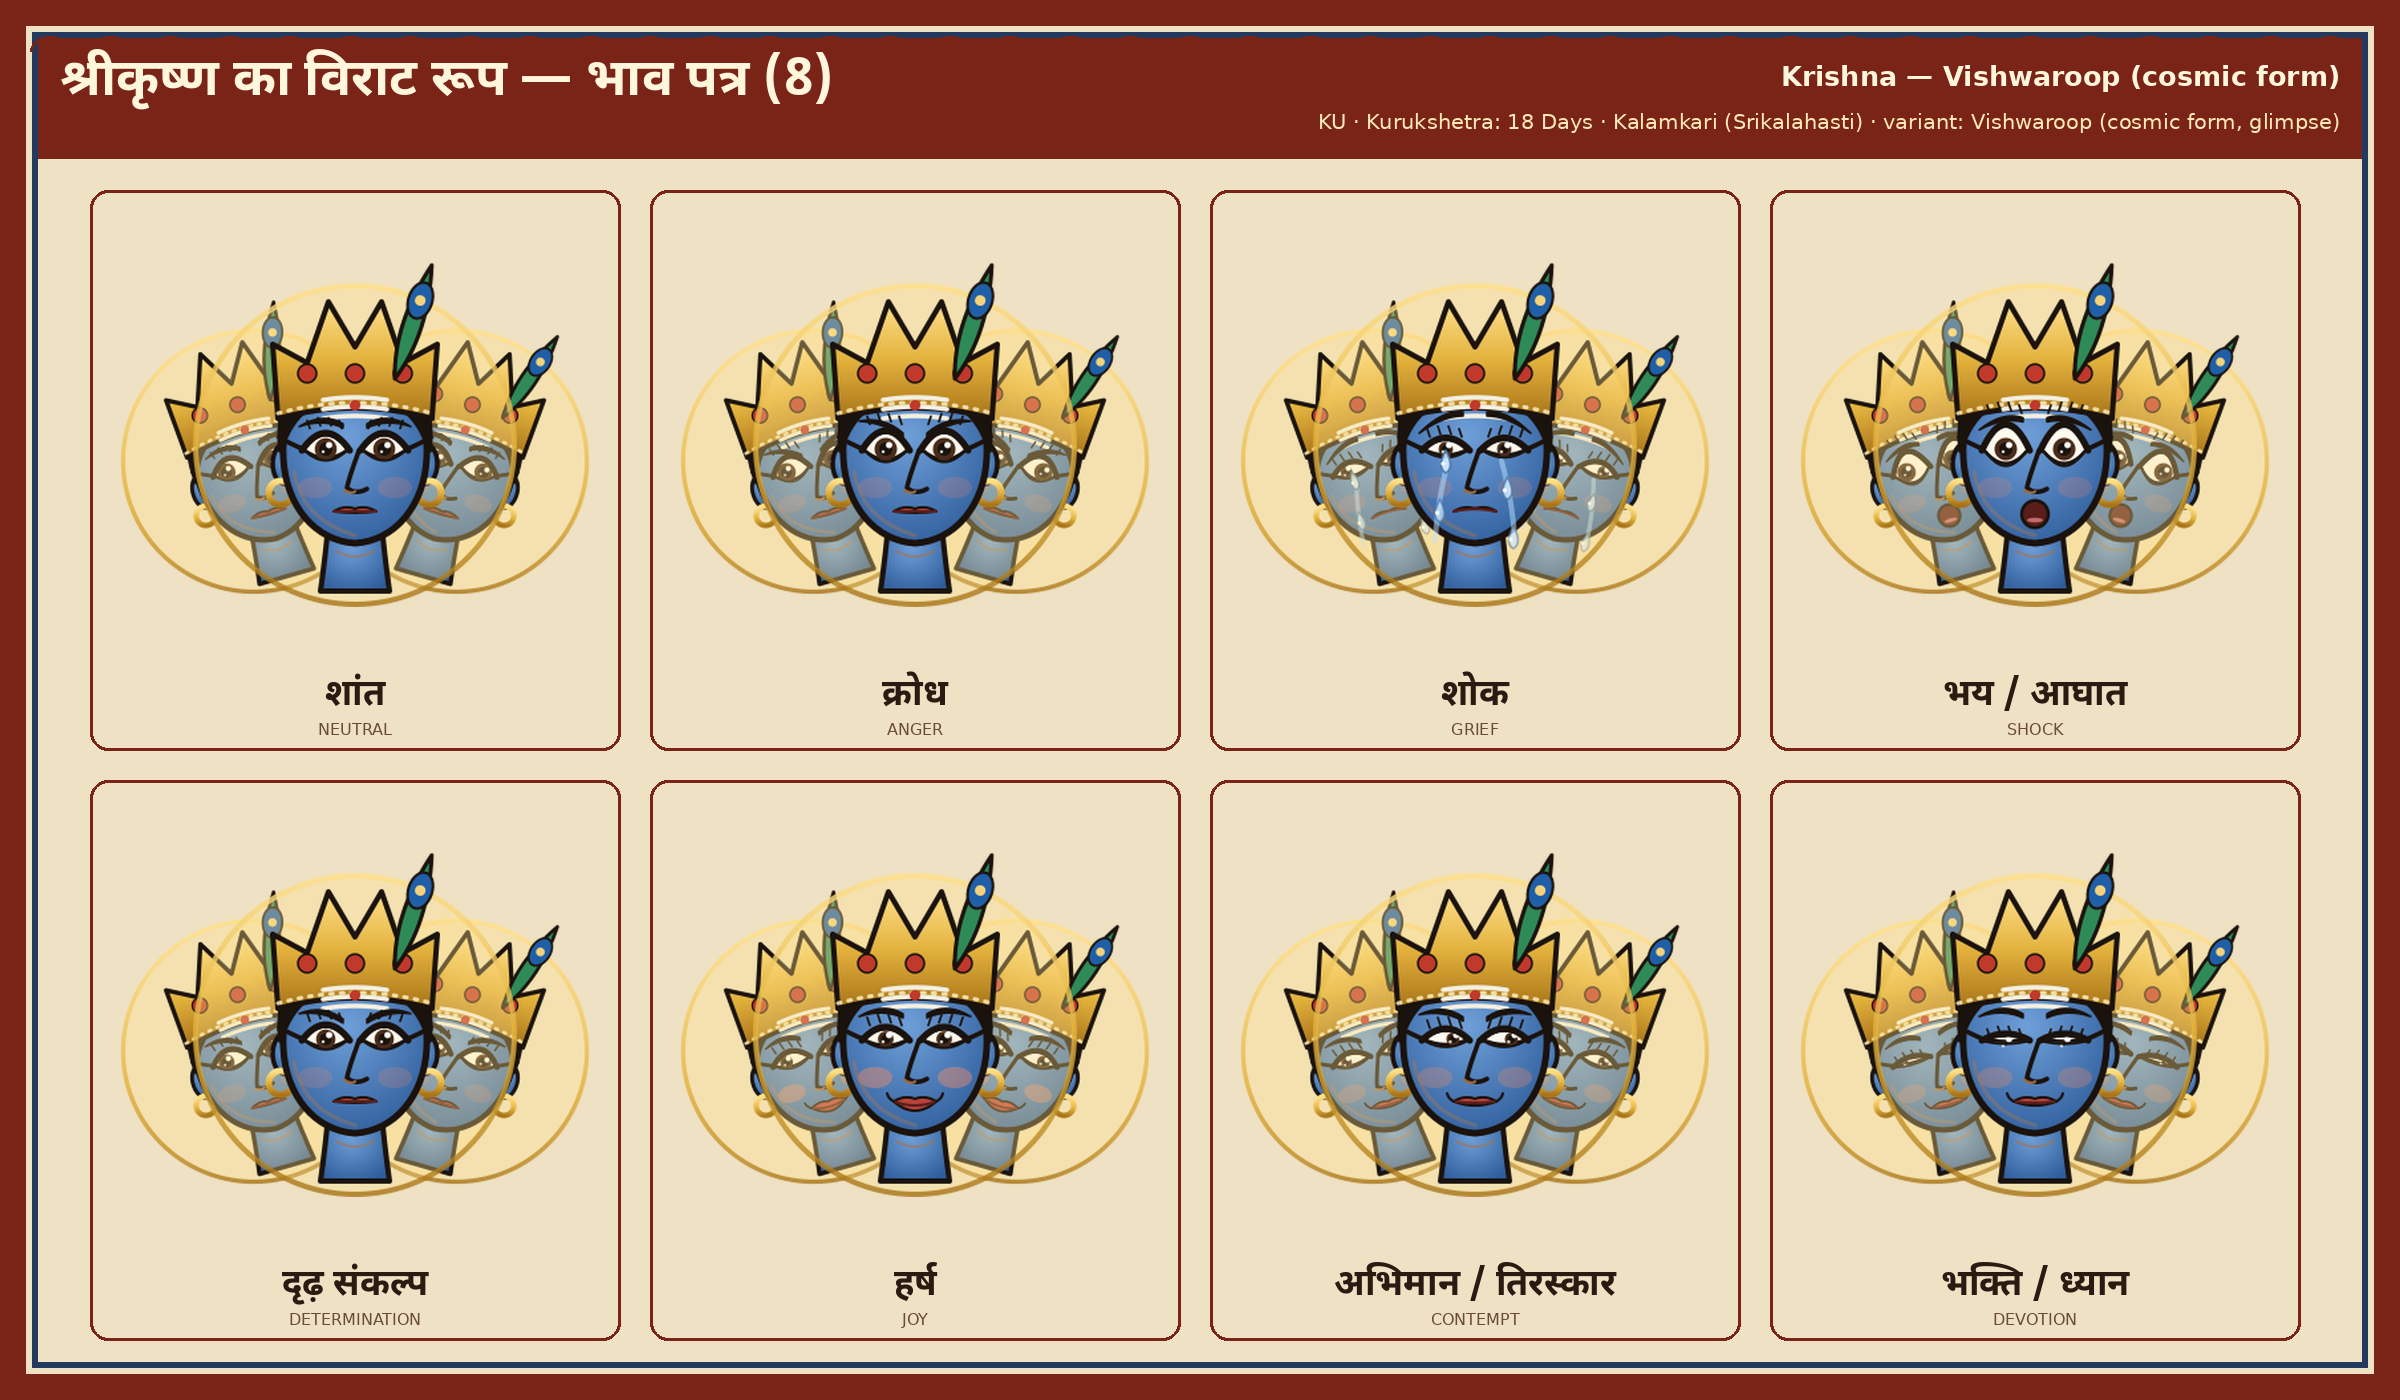 श्रीकृष्ण का विराट रूप — भाव पत्र (8)
Krishna — Vishwaroop (cosmic form)
KU · Kurukshetra: 18 Days · Kalamkari (Srikalahasti) · variant: Vishwaroop (cosmic form, glimpse)
शांत
NEUTRAL
क्रोध
ANGER
शोक
GRIEF
भय / आघात
SHOCK
दृढ़ संकल्प
DETERMINATION
हर्ष
JOY
अभिमान / तिरस्कार
CONTEMPT
भक्ति / ध्यान
DEVOTION